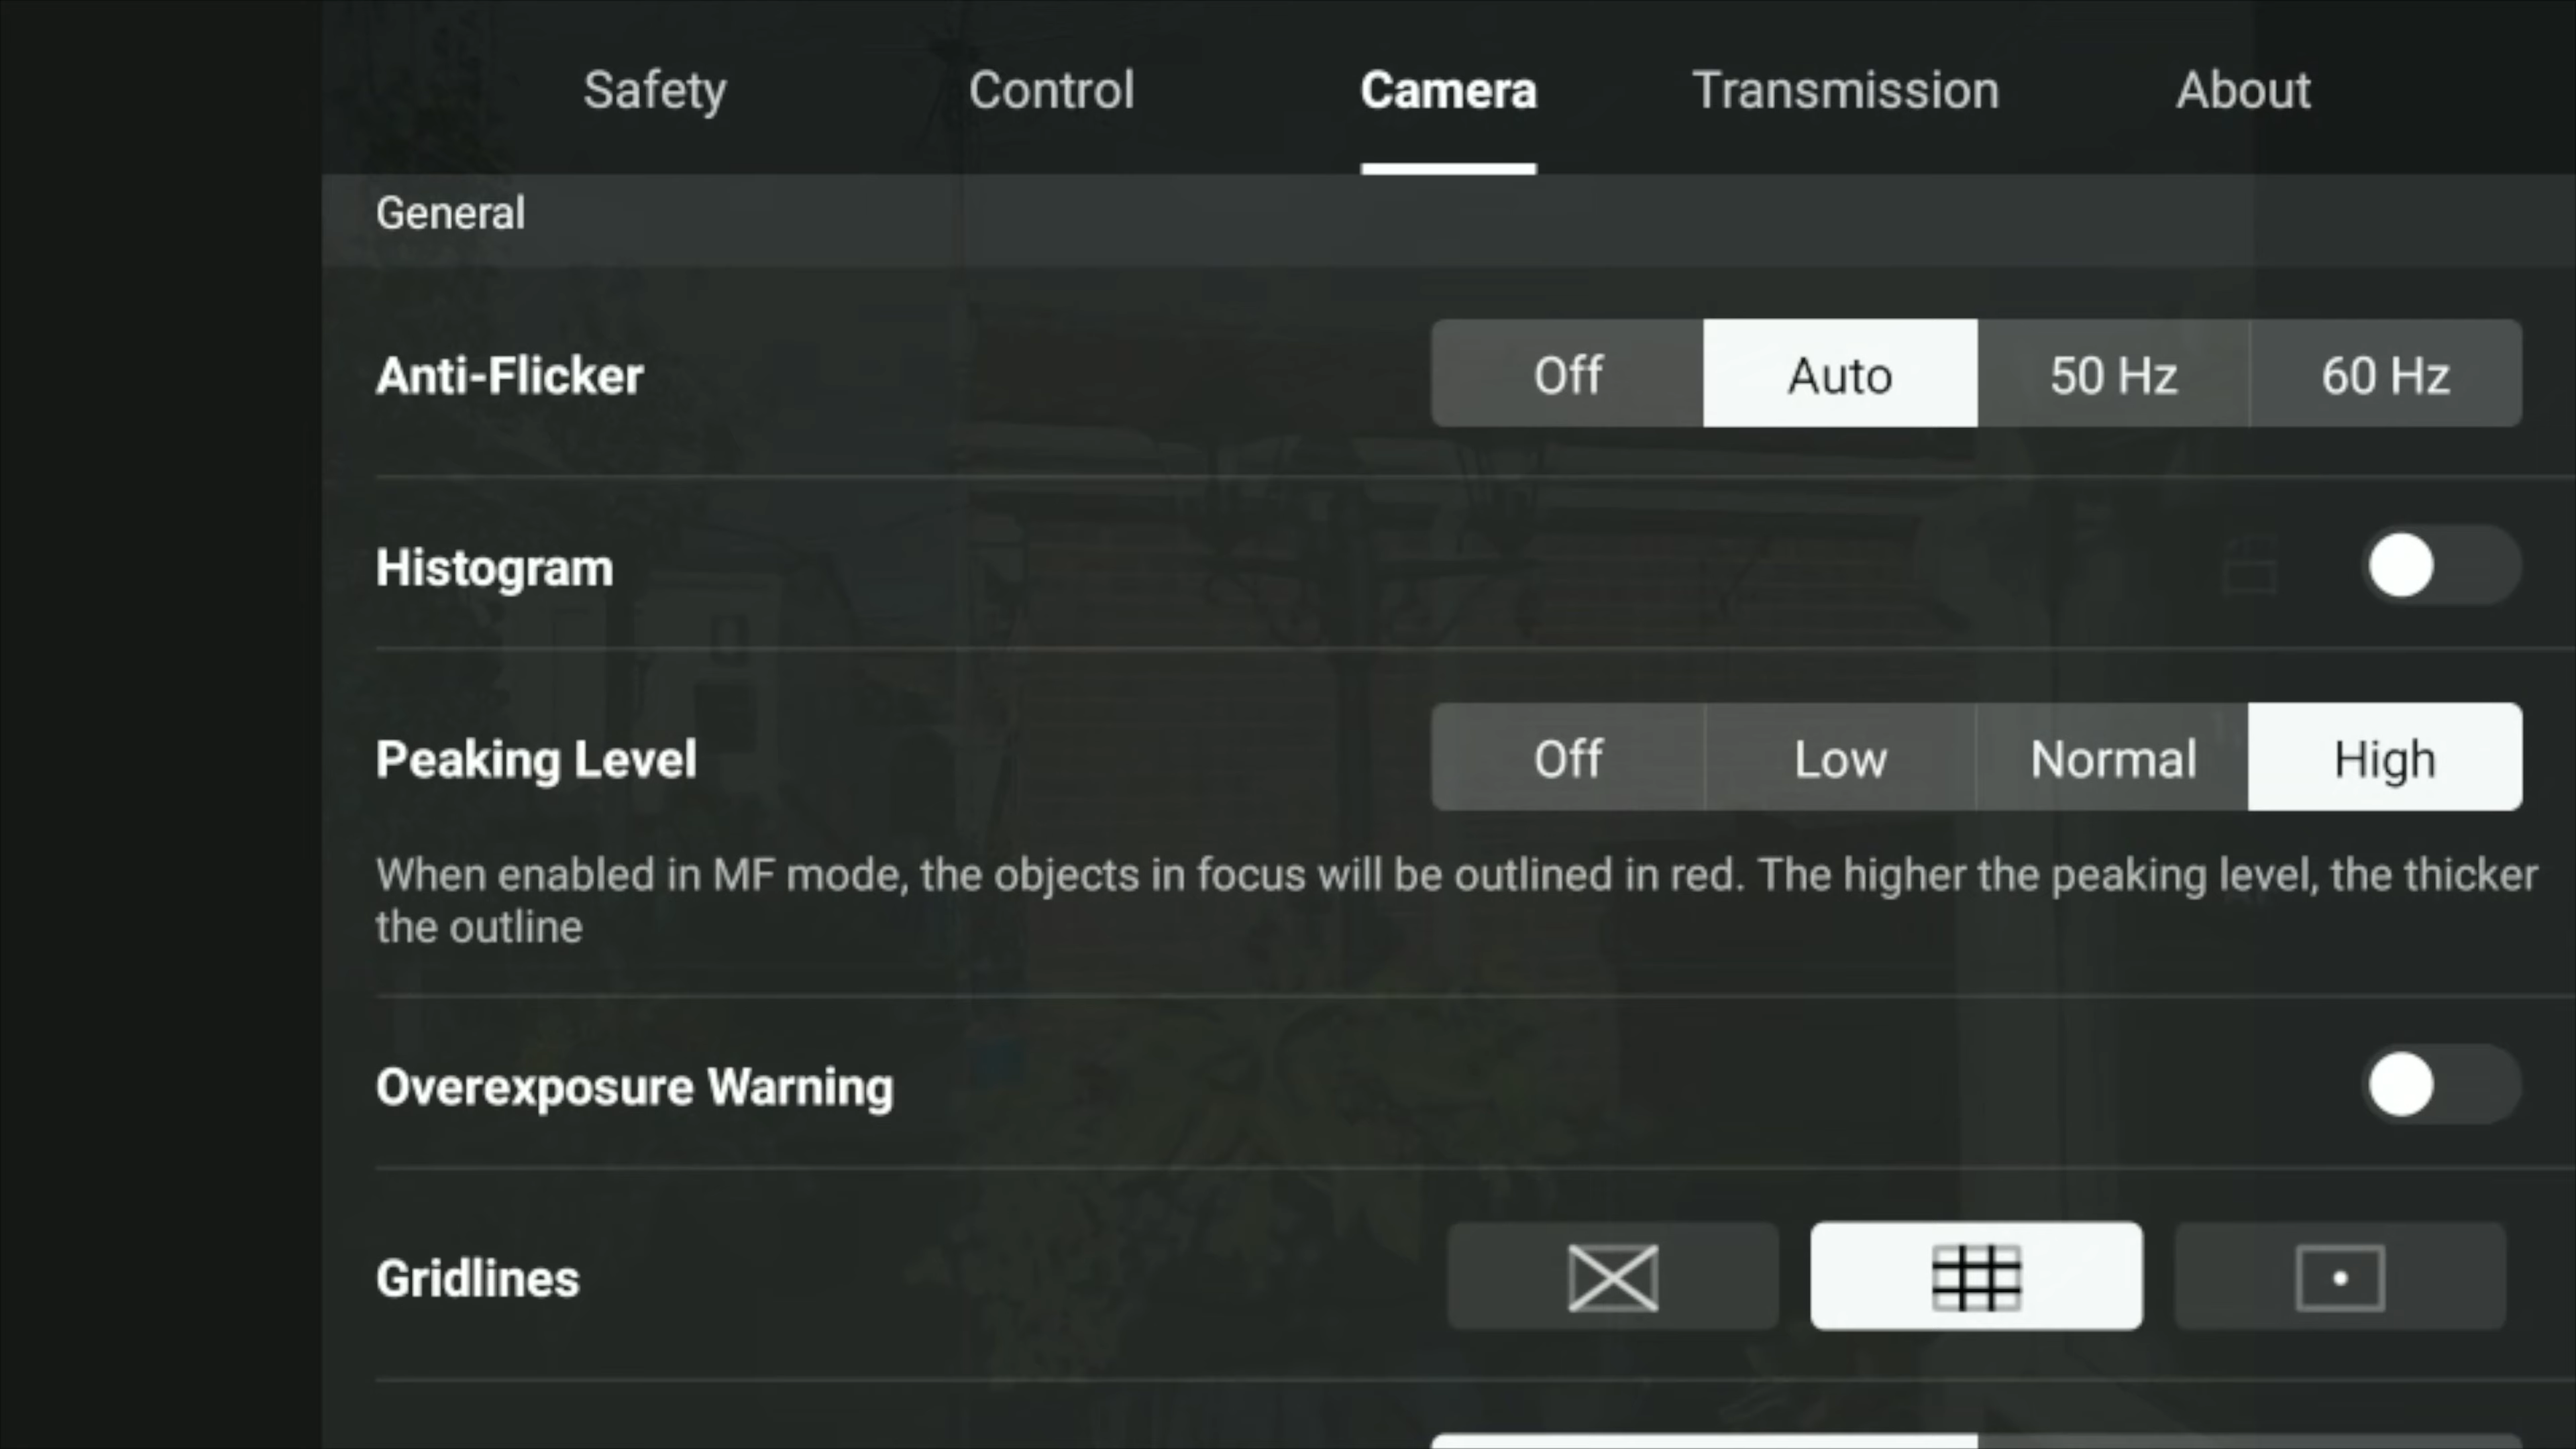 Safety Control Camera Transmission About
General
Anti-Flicker Off Auto 50 Hz 60 Hz
Histogram
Peaking Level Off Low Normal High
When enabled in MF mode, the objects in focus will be outlined in red. The higher the peaking level, the thicker
the outline
Overexposure Warning
Gridlines